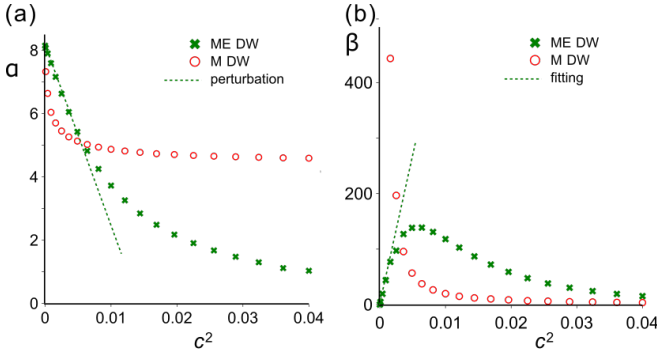 (a)
α
8
6
4
2
0
ME DW
M DW
perturbation
0 0.01 0.02 0.03 0.04
c²
(b)
β
400
200
0
ME DW
M DW
fitting
0 0.01 0.02 0.03 0.04
c²